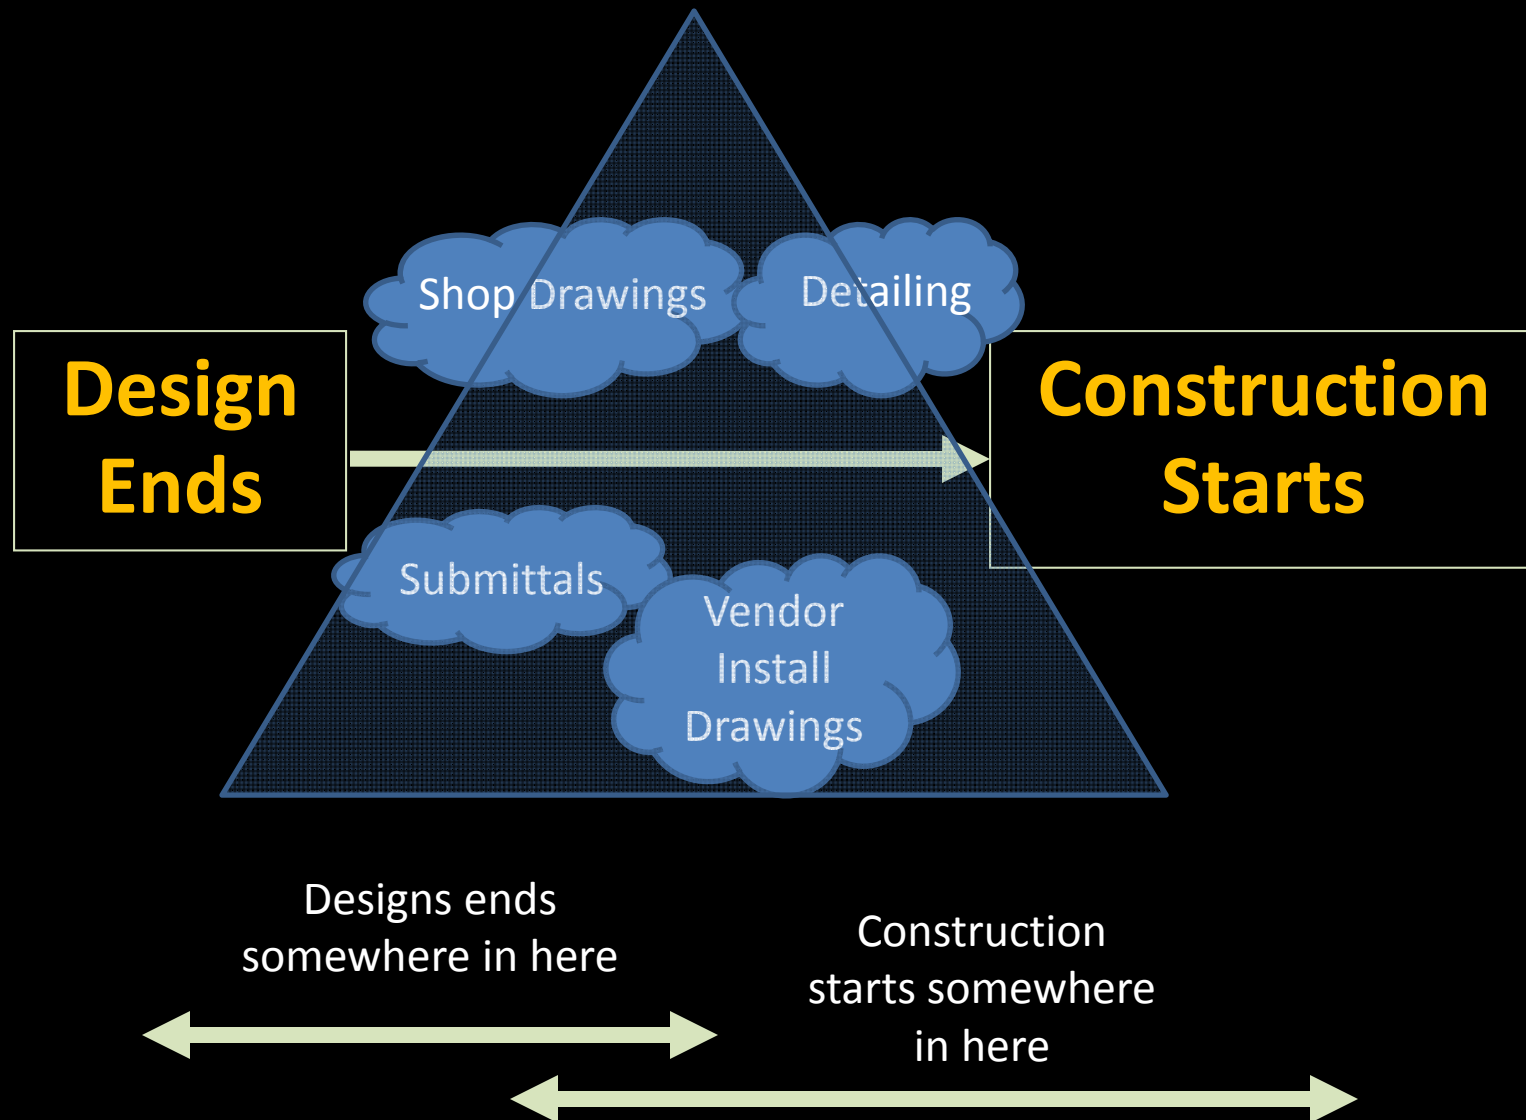 Shop Drawings
Detailing
Design
Ends
Construction
Starts
Submittals
Vendor
Install
Drawings
Designs ends
somewhere in here
Construction
starts somewhere
in here